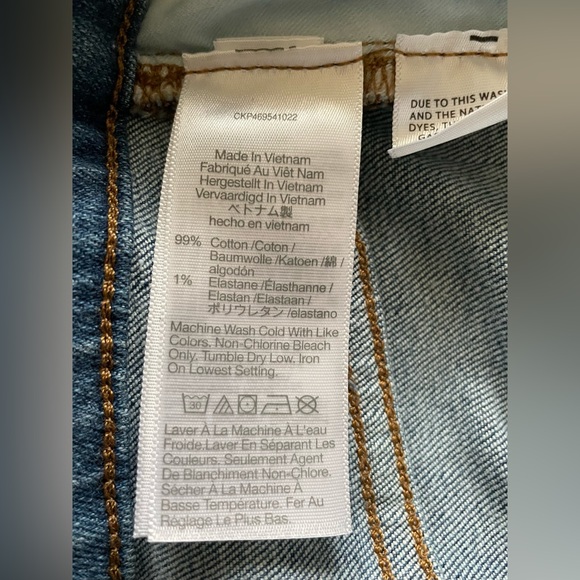 CKP469541022
Made In Vietnam
Fabriqué Au Viêt Nam
Hergestellt In Vietnam
Vervaardigd In Vietnam
ベトナム製
hecho en vietnam
99% Cotton /Coton /
Baumwolle /Katoen /綿 /
algodón
1% Elastane /Élasthanne /
Elastan /Elastaan /
ポリウレタン /elastano
Machine Wash Cold With Like
Colors. Non-Chlorine Bleach
Only. Tumble Dry Low. Iron
On Lowest Setting.
30
Laver À La Machine À L'eau
Froide.Laver En Séparant Les
Couleurs. Seulement Agent
De Blanchiment Non-Chlore.
Sécher À La Machine À
Basse Température. Fer Au
Réglage Le Plus Bas.
DUE TO THIS WAS
AND THE NAT
DYES,